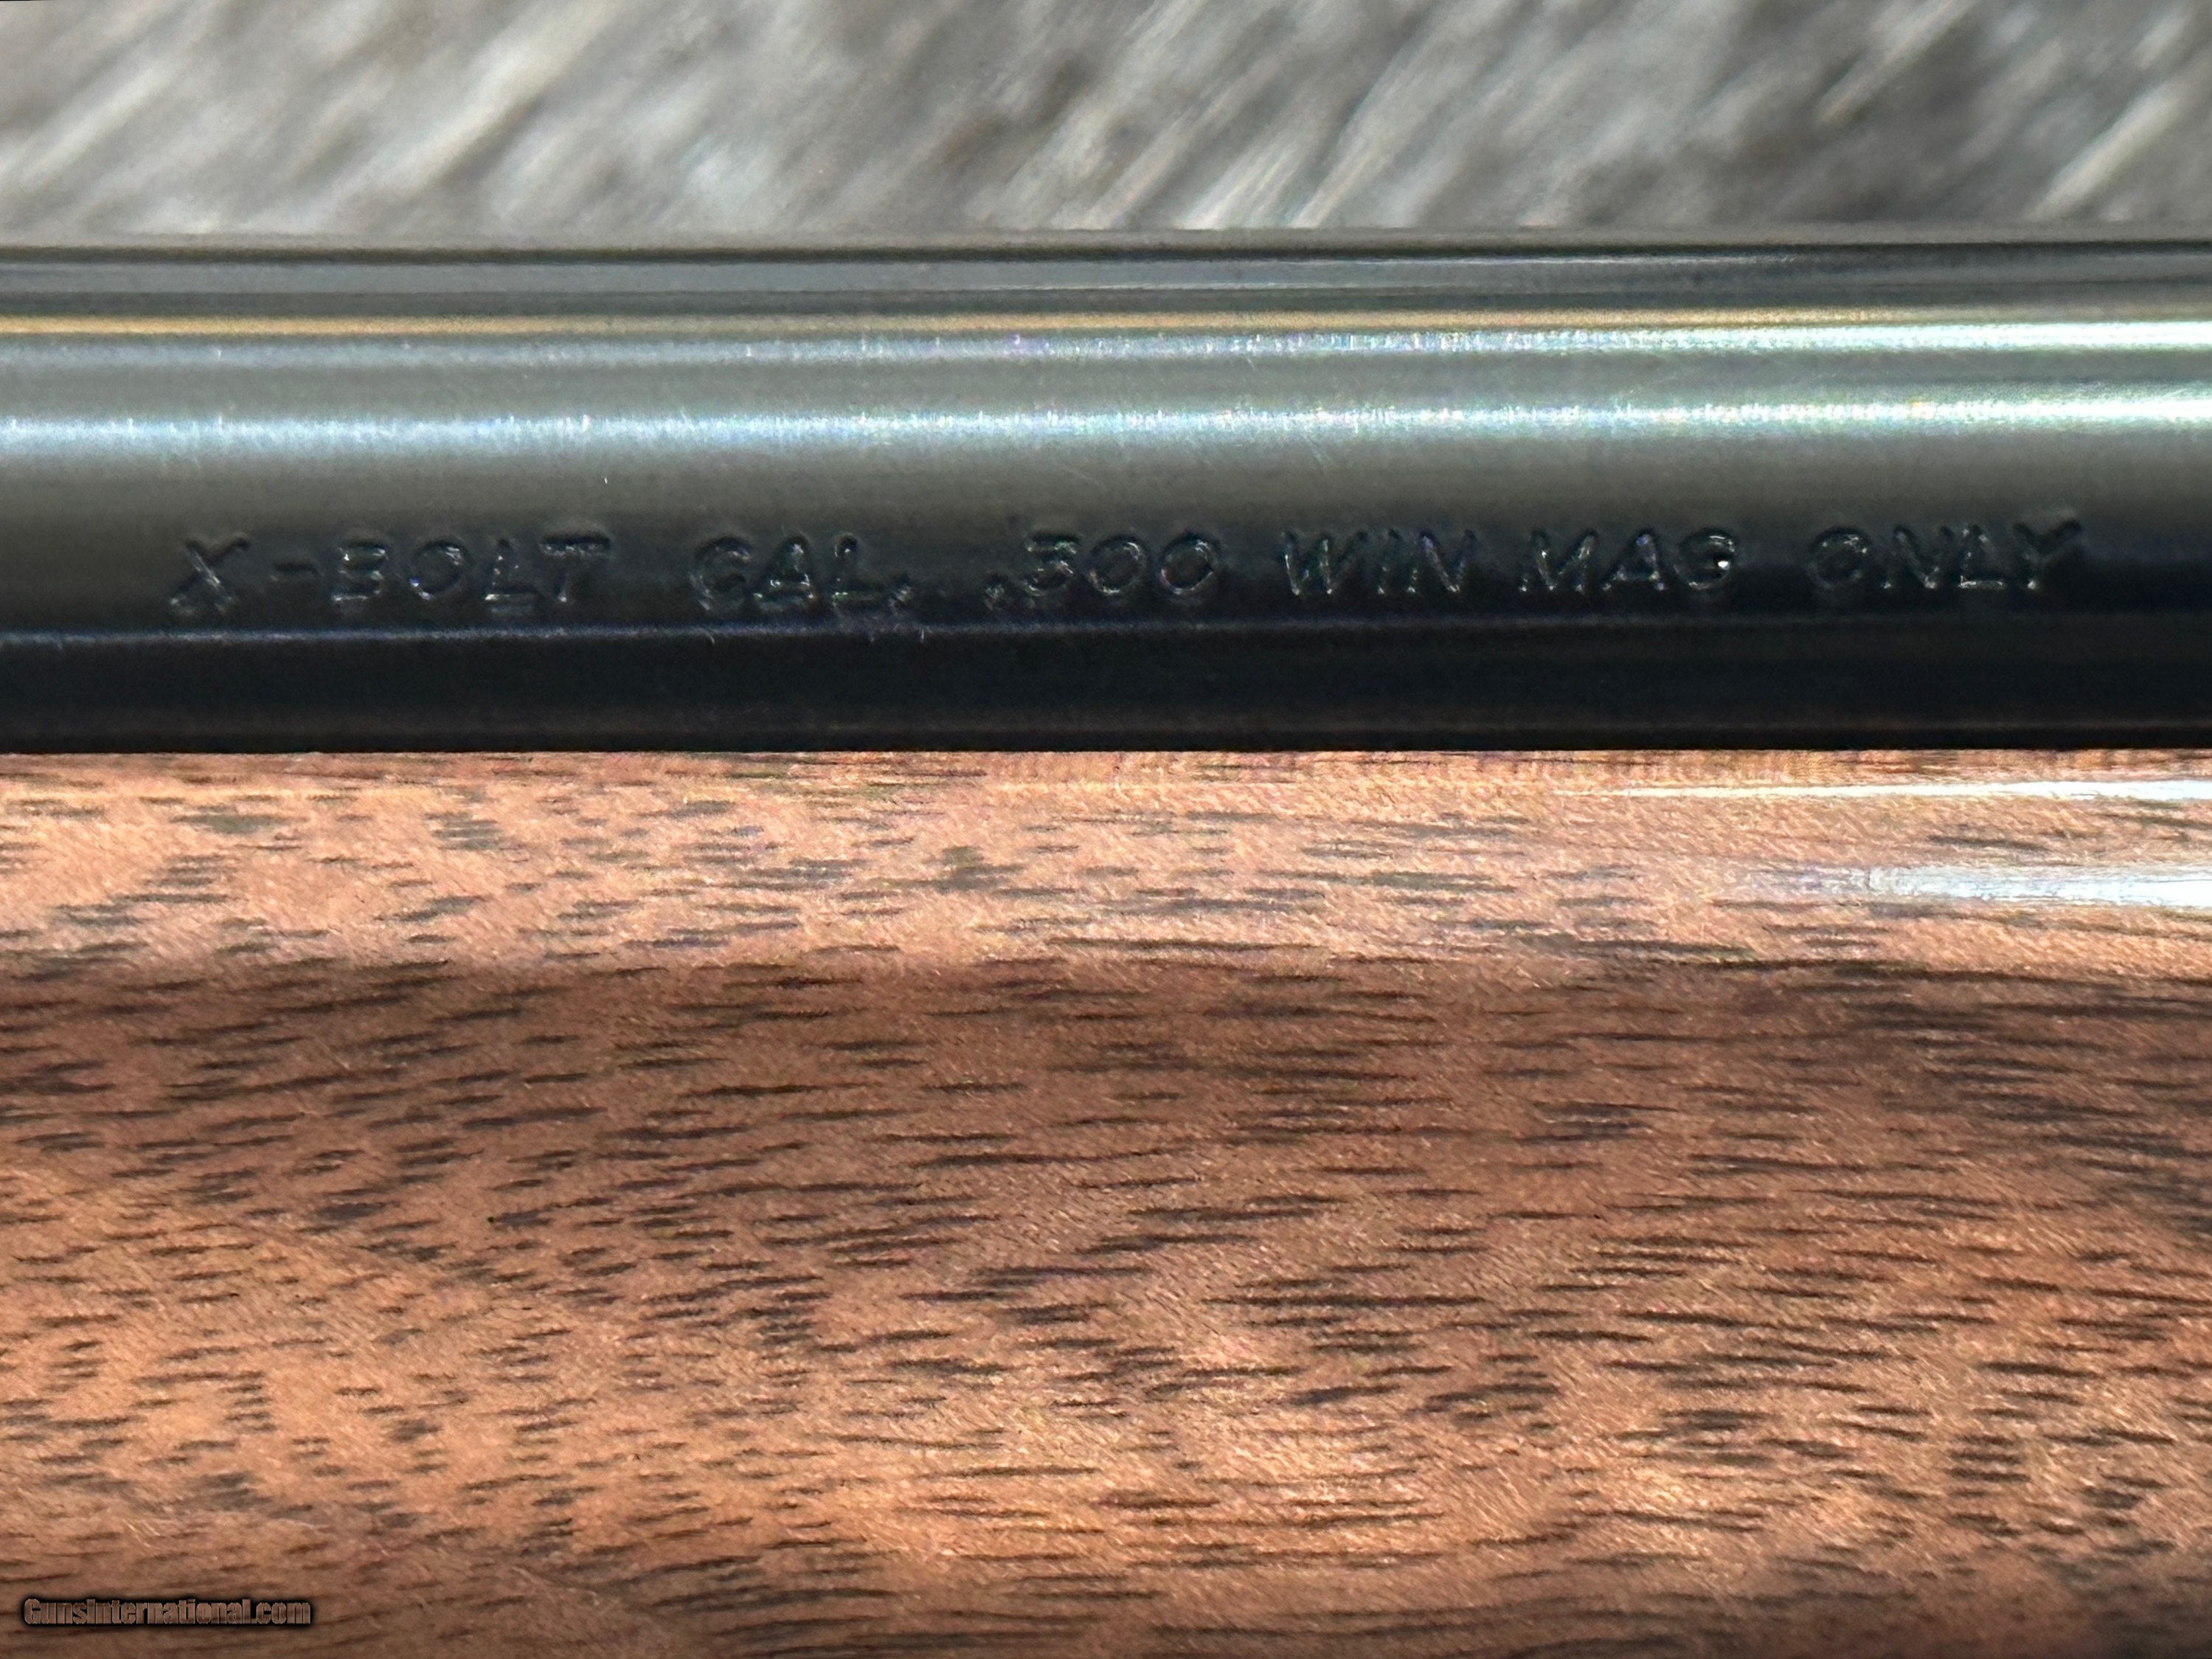 X-BOLT CAL. .300 WIN MAG ONLY
GunsInternational.com